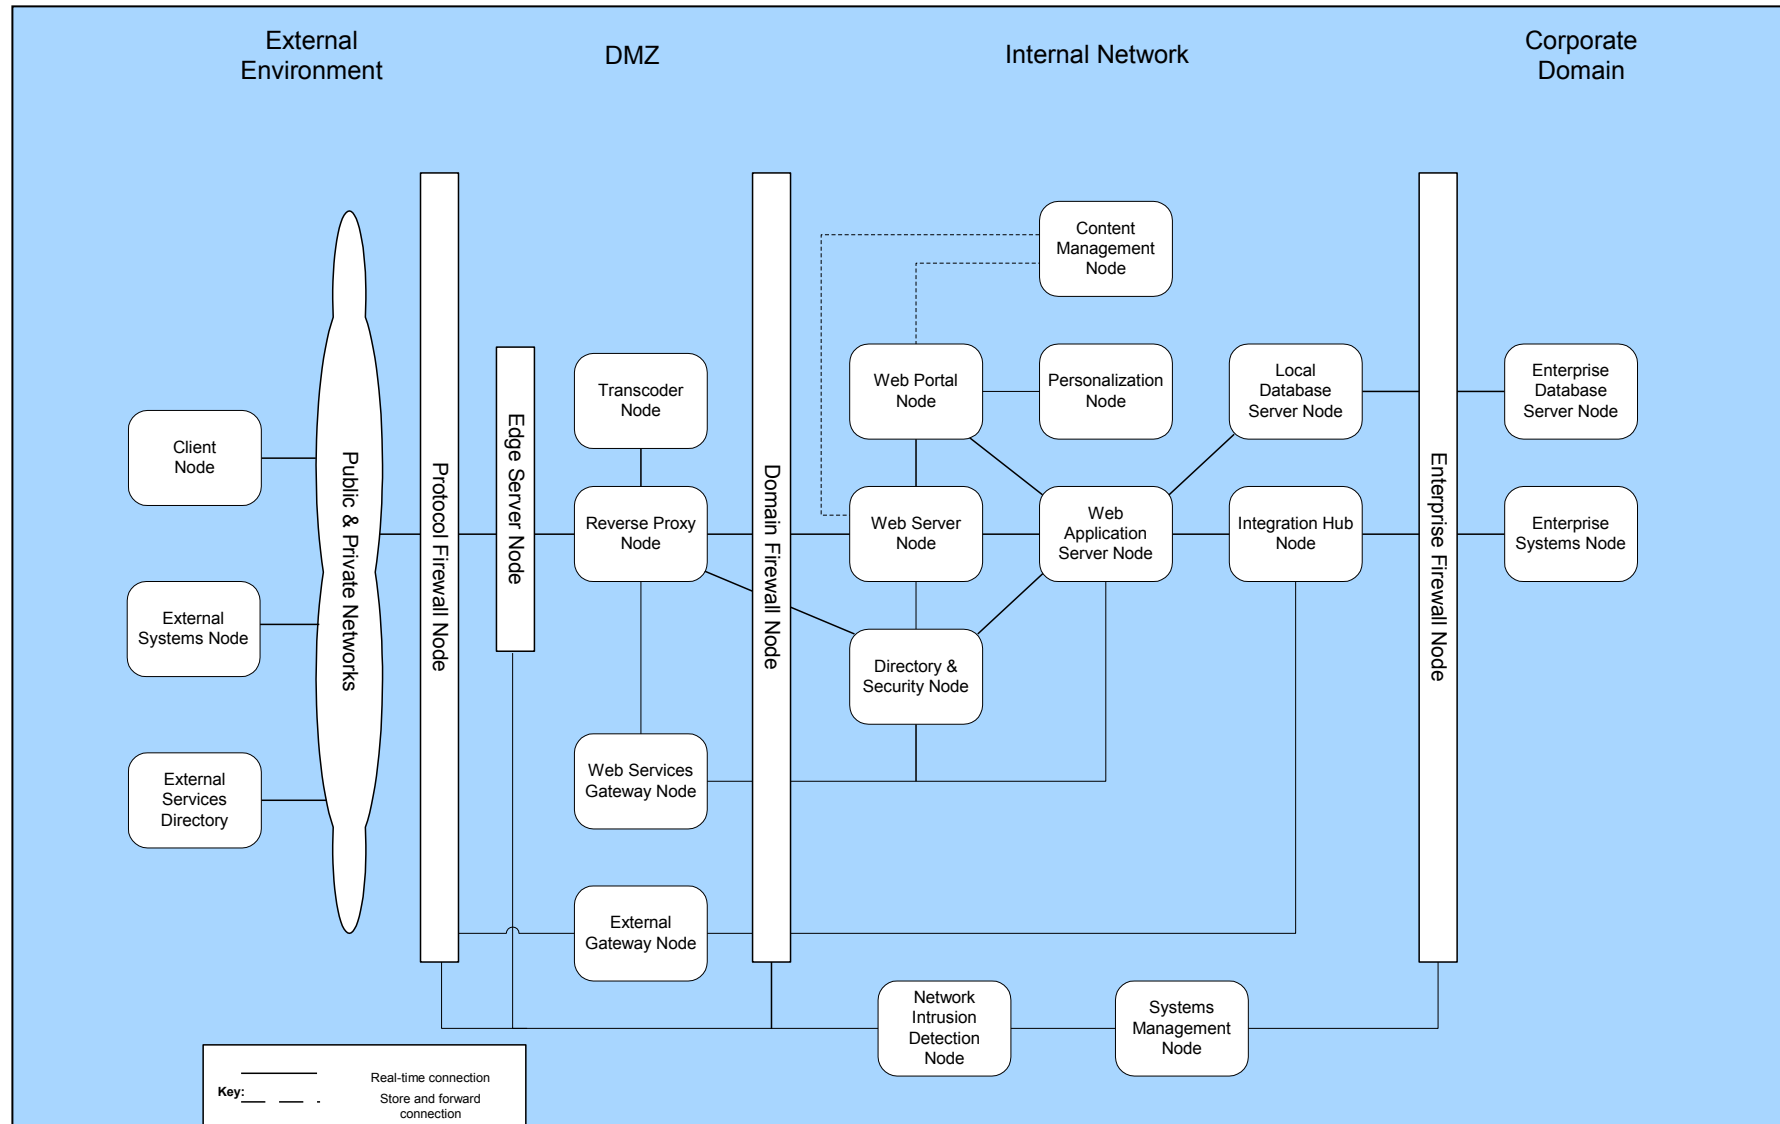 External
Environment
DMZ
Internal Network
Corporate
Domain
Content
Management
Node
Transcoder
Node
Web Portal
Node
Personalization
Node
Local
Database
Server Node
Enterprise
Database
Server Node
Client
Node
Public & Private Networks
Protocol Firewall Node
Edge Server Node
Reverse Proxy
Node
Domain Firewall Node
Web Server
Node
Web
Application
Server Node
Integration Hub
Node
Enterprise Firewall Node
Enterprise
Systems Node
External
Systems Node
Directory &
Security Node
External
Services
Directory
Web Services
Gateway Node
External
Gateway Node
Network
Intrusion
Detection
Node
Systems
Management
Node
Key:
Real-time connection
Store and forward
connection